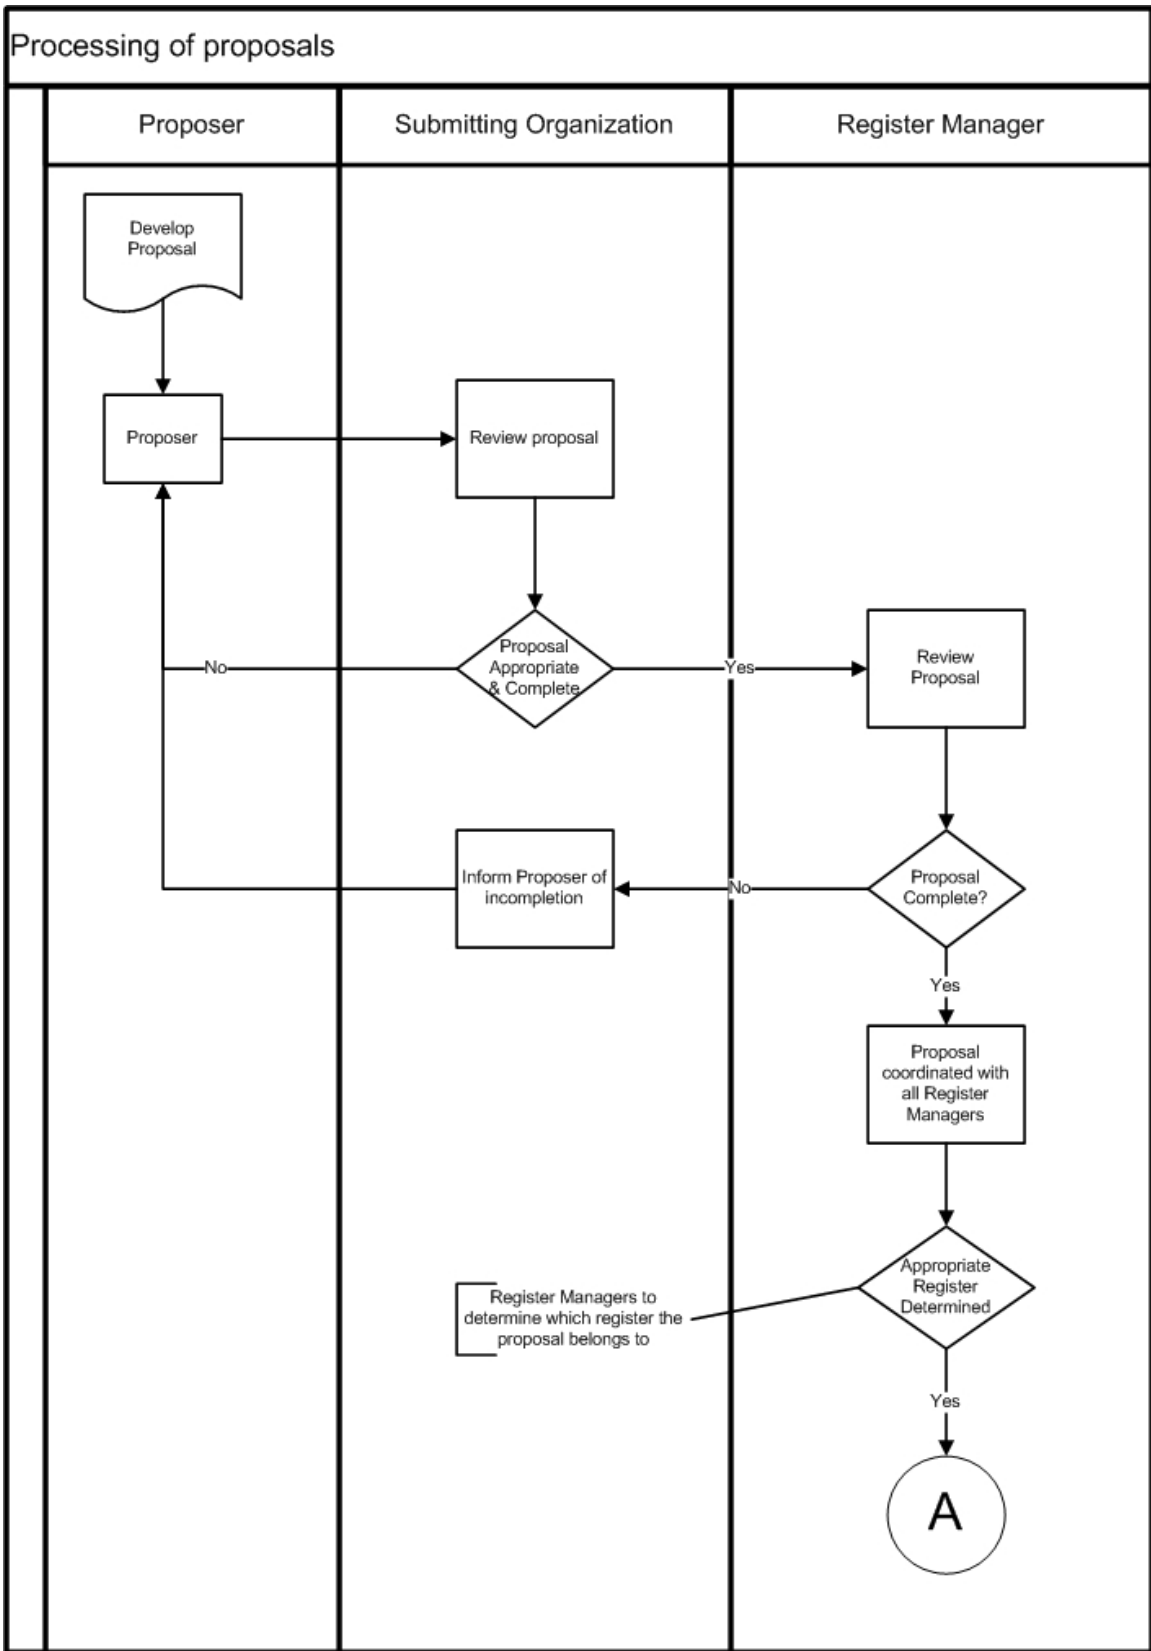 Processing of proposals
Proposer
Submitting Organization
Register Manager
Develop
Proposal
Proposer
Review proposal
Proposal
Appropriate
& Complete
No
Yes
Review
Proposal
Proposal
Complete?
No
Inform Proposer of
incompletion
Yes
Proposal
coordinated with
all Register
Managers
Appropriate
Register
Determined
Register Managers to
determine which register the
proposal belongs to
Yes
A